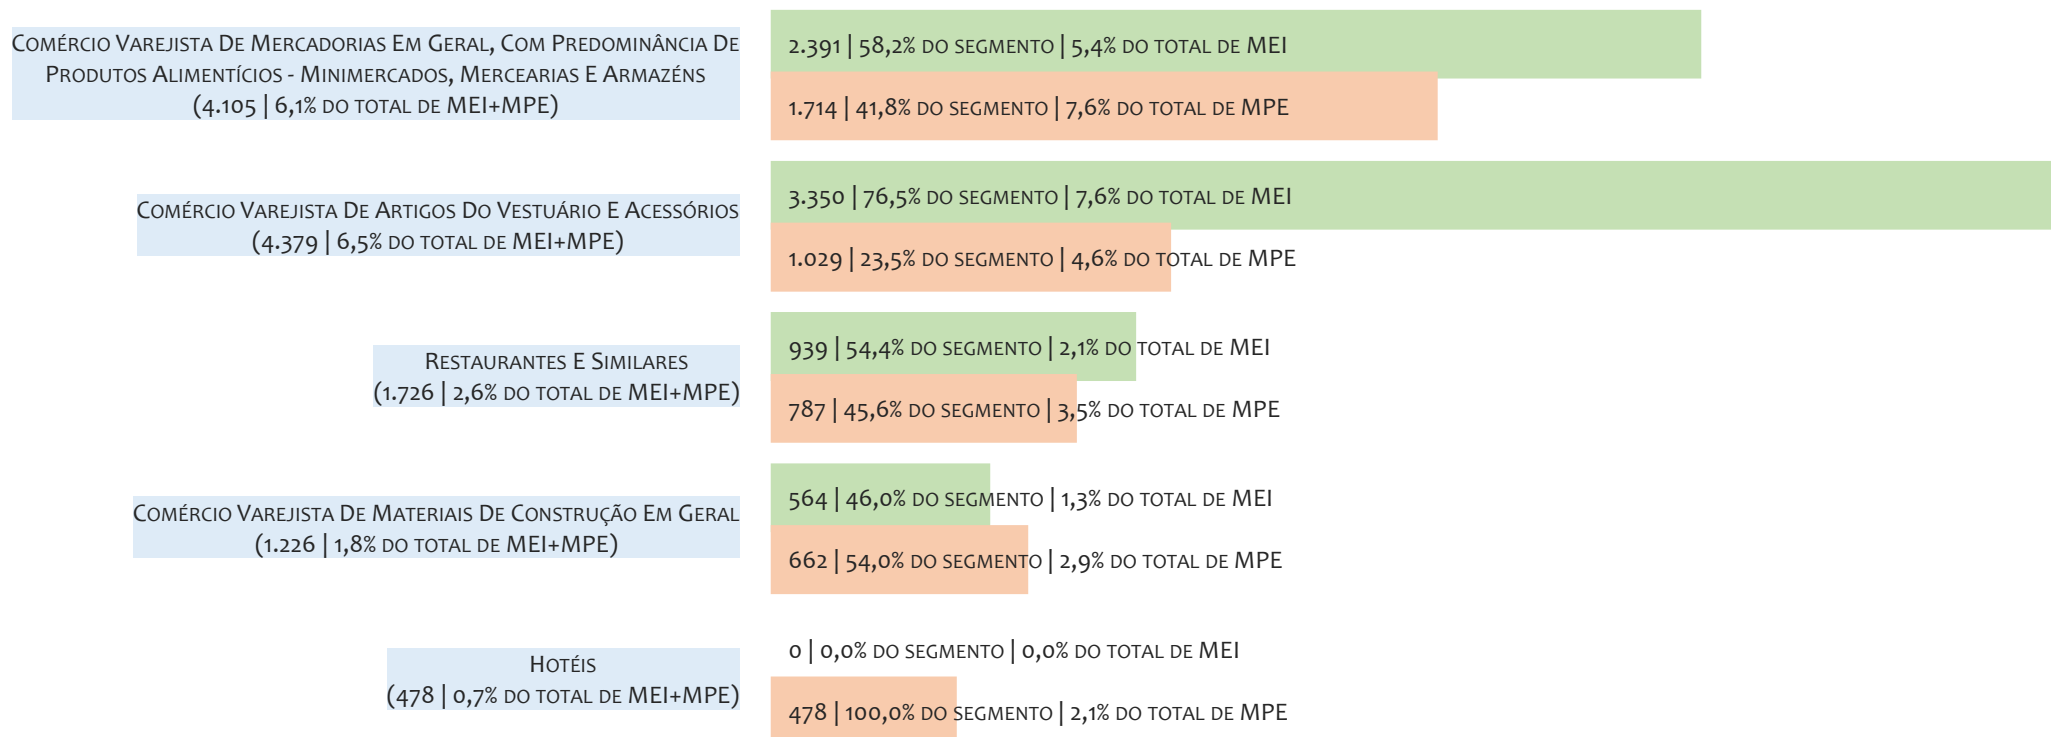 Comércio Varejista De Mercadorias Em Geral, Com Predominância De
Produtos Alimentícios - Minimercados, Mercearias E Armazéns
(4.105 | 6,1% do total de MEI+MPE)
2.391 | 58,2% do segmento | 5,4% do total de MEI
1.714 | 41,8% do segmento | 7,6% do total de MPE
Comércio Varejista De Artigos Do Vestuário E Acessórios
(4.379 | 6,5% do total de MEI+MPE)
3.350 | 76,5% do segmento | 7,6% do total de MEI
1.029 | 23,5% do segmento | 4,6% do total de MPE
Restaurantes E Similares
(1.726 | 2,6% do total de MEI+MPE)
939 | 54,4% do segmento | 2,1% do total de MEI
787 | 45,6% do segmento | 3,5% do total de MPE
Comércio Varejista De Materiais De Construção Em Geral
(1.226 | 1,8% do total de MEI+MPE)
564 | 46,0% do segmento | 1,3% do total de MEI
662 | 54,0% do segmento | 2,9% do total de MPE
Hotéis
(478 | 0,7% do total de MEI+MPE)
0 | 0,0% do segmento | 0,0% do total de MEI
478 | 100,0% do segmento | 2,1% do total de MPE